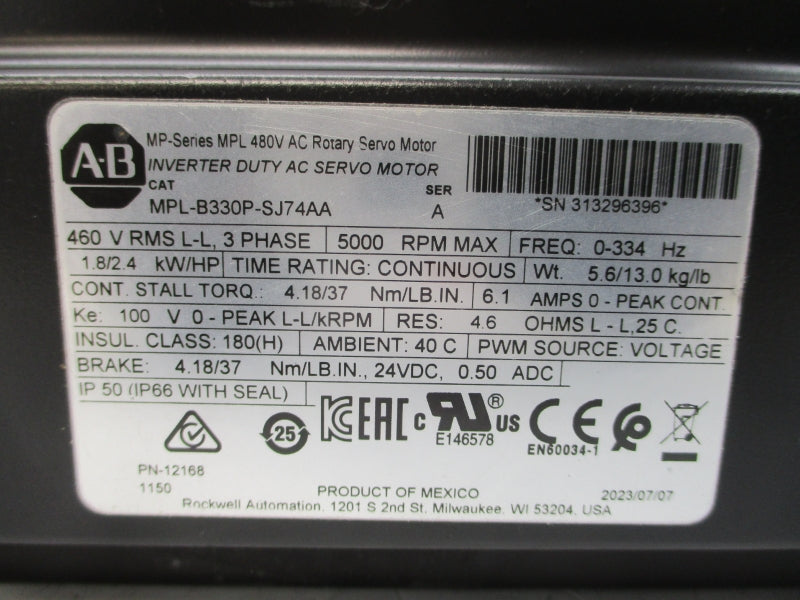 A-B
MP-Series MPL 480V AC Rotary Servo Motor
INVERTER DUTY AC SERVO MOTOR
CAT SER
MPL-B330P-SJ74AA A
*SN 313296396*
460 V RMS L-L, 3 PHASE 5000 RPM MAX FREQ: 0-334 Hz
1.8/2.4 kW/HP TIME RATING: CONTINUOUS Wt. 5.6/13.0 kg/lb
CONT. STALL TORQ.: 4.18/37 Nm/LB.IN. 6.1 AMPS 0 - PEAK CONT.
Ke: 100 V 0 - PEAK L-L/kRPM RES: 4.6 OHMS L - L,25 C.
INSUL. CLASS: 180(H) AMBIENT: 40 C PWM SOURCE: VOLTAGE
BRAKE: 4.18/37 Nm/LB.IN., 24VDC, 0.50 ADC
IP 50 (IP66 WITH SEAL)
25 EAC c RU ® US CE
E146578 EN60034-1
PN-12168
1150
PRODUCT OF MEXICO 2023/07/07
Rockwell Automation, 1201 S 2nd St. Milwaukee, WI 53204. USA